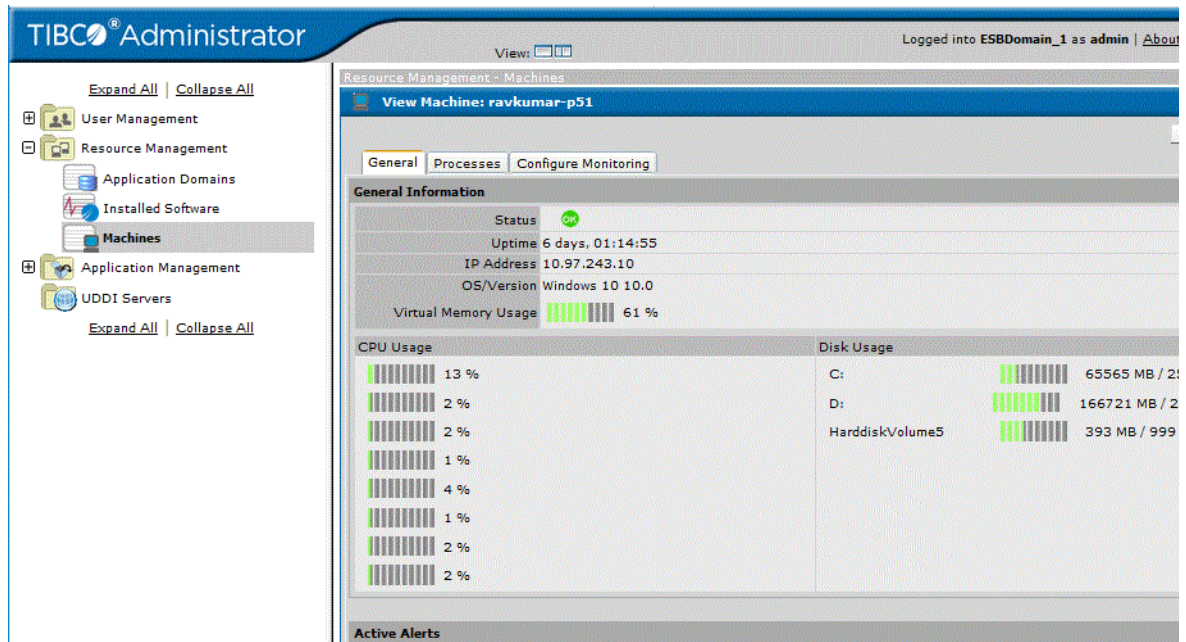 TIBCO®Administrator
View:
Logged into ESBDomain_1 as admin | About
Expand All | Collapse All
User Management
Resource Management
Application Domains
Installed Software
Machines
Application Management
UDDI Servers
Expand All | Collapse All
Resource Management - Machines
View Machine: ravkumar-p51
General Processes Configure Monitoring
General Information
Status OK
Uptime 6 days, 01:14:55
IP Address 10.97.243.10
OS/Version Windows 10 10.0
Virtual Memory Usage 61 %
CPU Usage
13 %
2 %
2 %
1 %
4 %
1 %
2 %
2 %
Disk Usage
C: 65565 MB / 25
D: 166721 MB / 2
HarddiskVolume5 393 MB / 999
Active Alerts